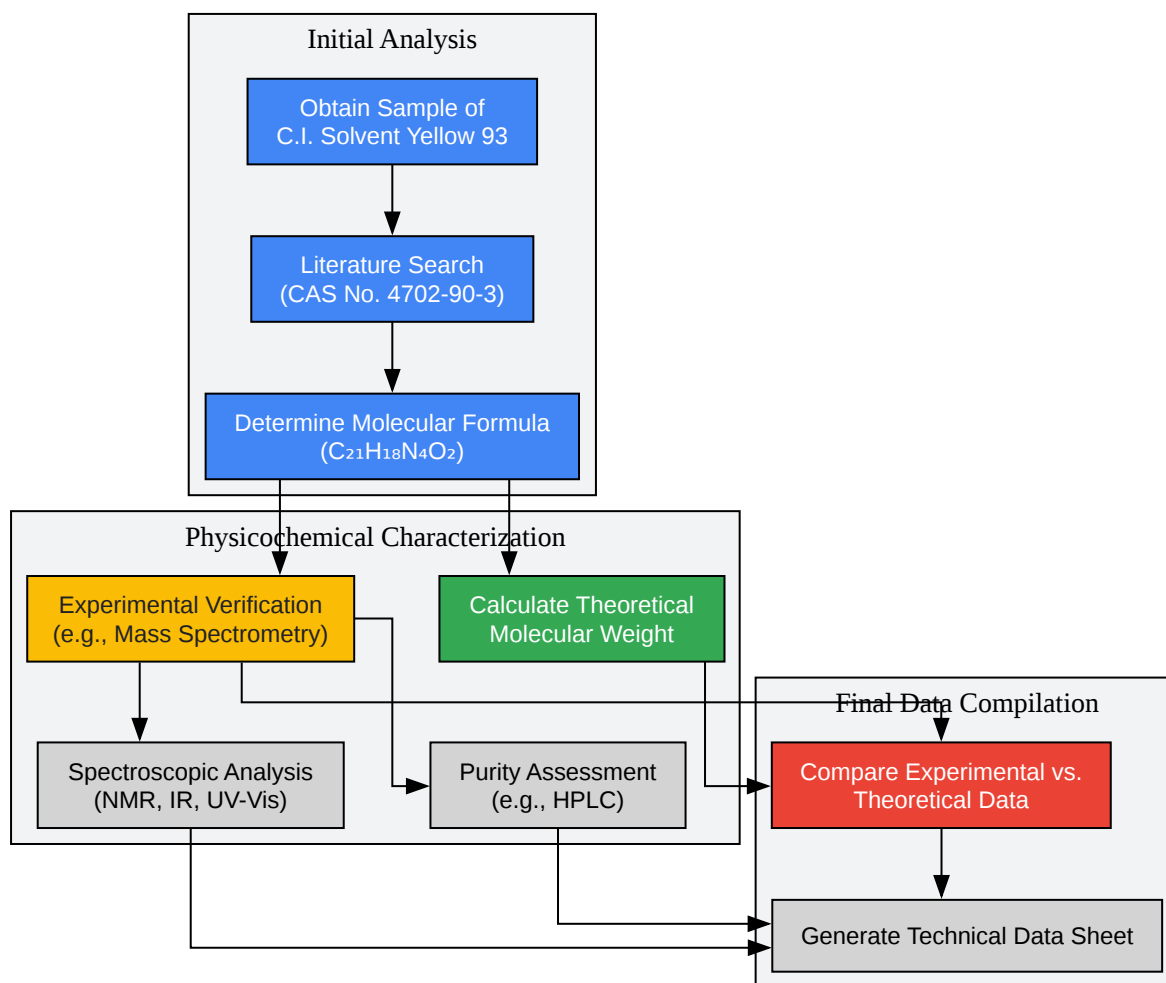 Initial Analysis
Obtain Sample of
C.I. Solvent Yellow 93
Literature Search
(CAS No. 4702-90-3)
Determine Molecular Formula
(C₂₁H₁₈N₄O₂)
Physicochemical Characterization
Experimental Verification
(e.g., Mass Spectrometry)
Calculate Theoretical
Molecular Weight
Final Data Compilation
Spectroscopic Analysis
(NMR, IR, UV-Vis)
Purity Assessment
(e.g., HPLC)
Compare Experimental vs.
Theoretical Data
Generate Technical Data Sheet